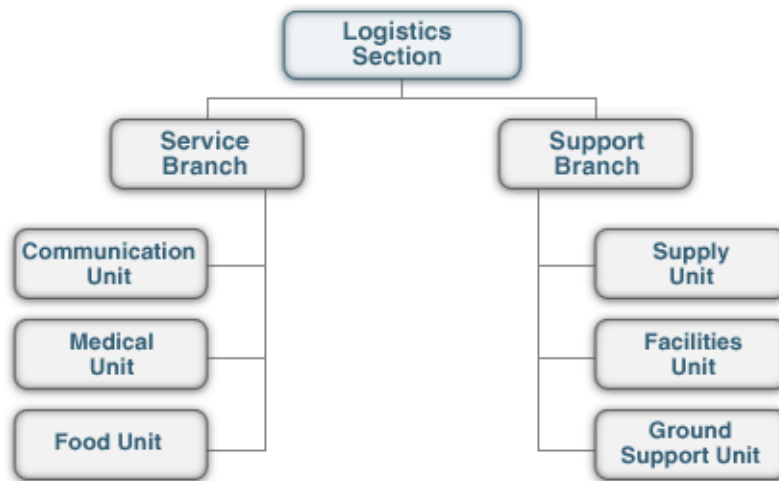 Logistics
Section
Service
Branch
Support
Branch
Communication
Unit
Supply
Unit
Medical
Unit
Facilities
Unit
Food Unit
Ground
Support Unit